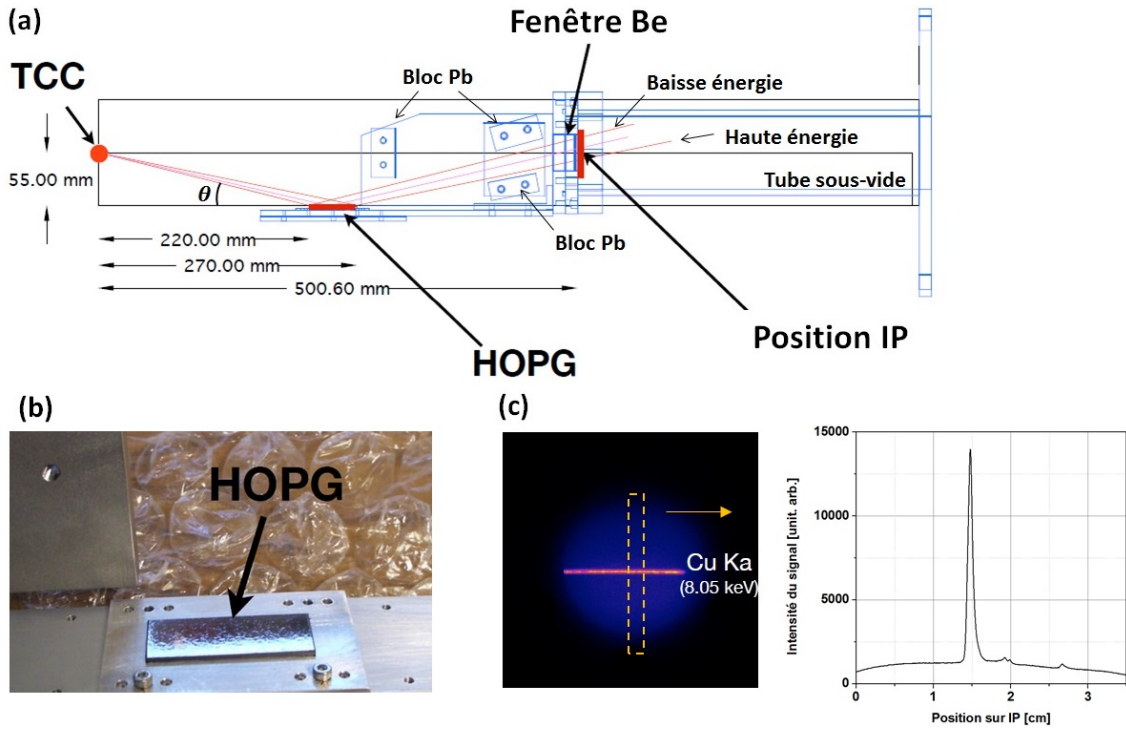 (a)
Fenêtre Be
TCC
Bloc Pb
Baisse énergie
Haute énergie
55.00 mm
θ
Tube sous-vide
Bloc Pb
220.00 mm
270.00 mm
500.60 mm
Position IP
HOPG
(b)
HOPG
(c)
Cu Ka
(8.05 keV)
Intensité du signal [unit. arb.]
15000
10000
5000
0
0
1
2
3
Position sur IP [cm]